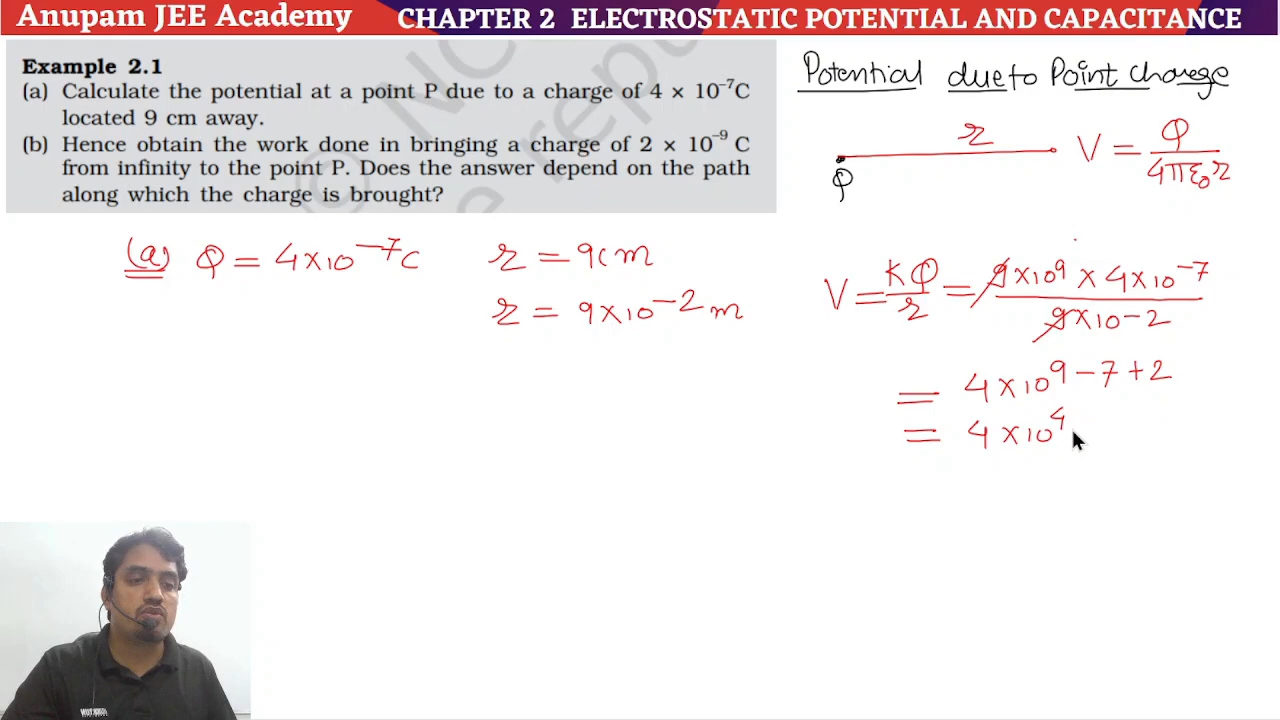 Anupam JEE Academy CHAPTER 2 ELECTROSTATIC POTENTIAL AND CAPACITANCE
Example 2.1
(a) Calculate the potential at a point P due to a charge of 4 × 10⁻⁷C
located 9 cm away.
(b) Hence obtain the work done in bringing a charge of 2 × 10⁻⁹ C
from infinity to the point P. Does the answer depend on the path
along which the charge is brought?
Potential due to Point charge
r
Q
V = Q/4πε₀r
(a) Q = 4×10⁻⁷C r = 9cm
r = 9×10⁻² m
V = KQ/r = 9×10⁹ × 4×10⁻⁷ / 9×10-2
= 4×10⁹⁻⁷⁺²
= 4×10⁴